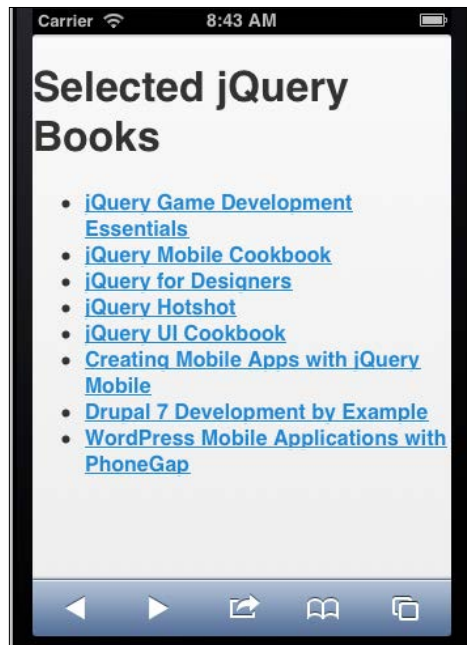 Carrier 8:43 AM
Selected jQuery
Books
• jQuery Game Development
Essentials
• jQuery Mobile Cookbook
• jQuery for Designers
• jQuery Hotshot
• jQuery UI Cookbook
• Creating Mobile Apps with jQuery
Mobile
• Drupal 7 Development by Example
• WordPress Mobile Applications with
PhoneGap